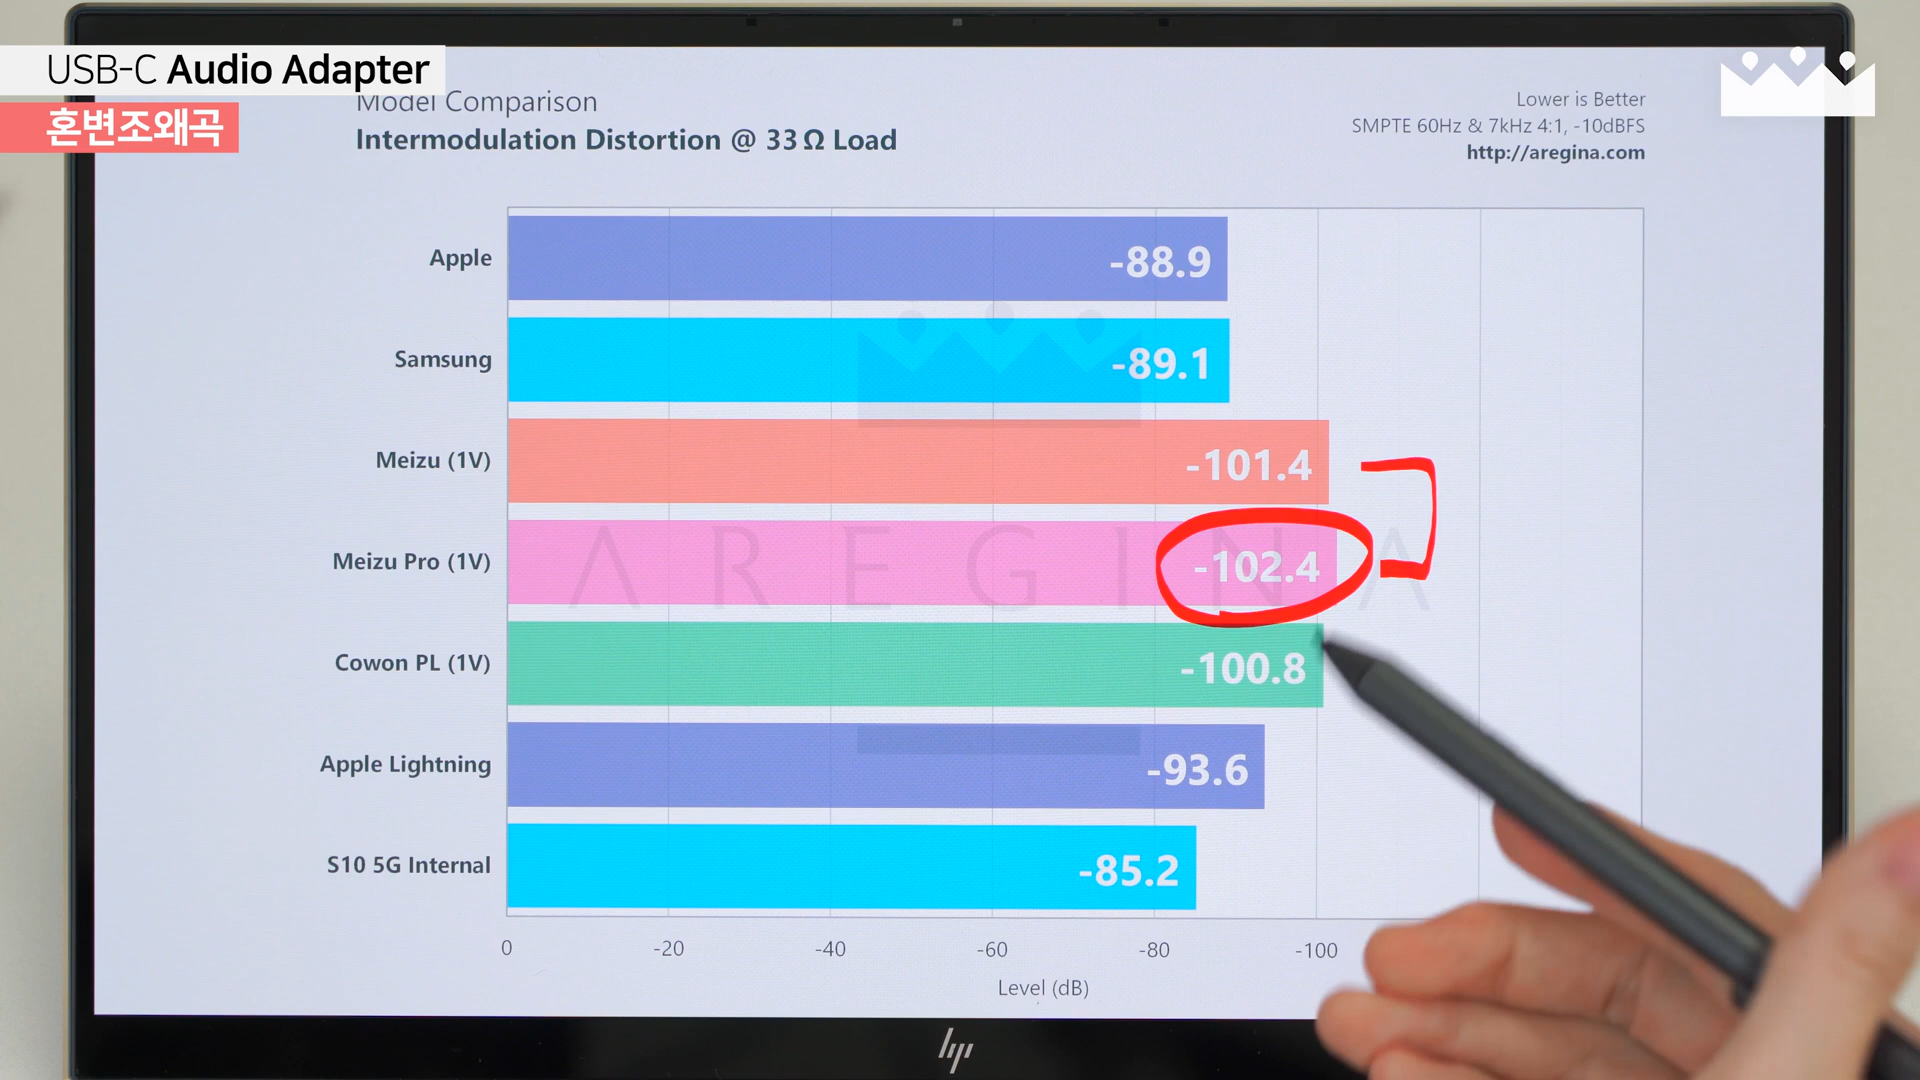 USB-C Audio Adapter
혼변조왜곡
Model Comparison
Intermodulation Distortion @ 33 Ω Load
Lower is Better
SMPTE 60Hz & 7kHz 4:1, -10dBFS
http://aregina.com
Apple
-88.9
Samsung
-89.1
Meizu (1V)
-101.4
Meizu Pro (1V)
-102.4
AREGINA
Cowon PL (1V)
-100.8
Apple Lightning
-93.6
S10 5G Internal
-85.2
0 -20 -40 -60 -80 -100
Level (dB)
hp